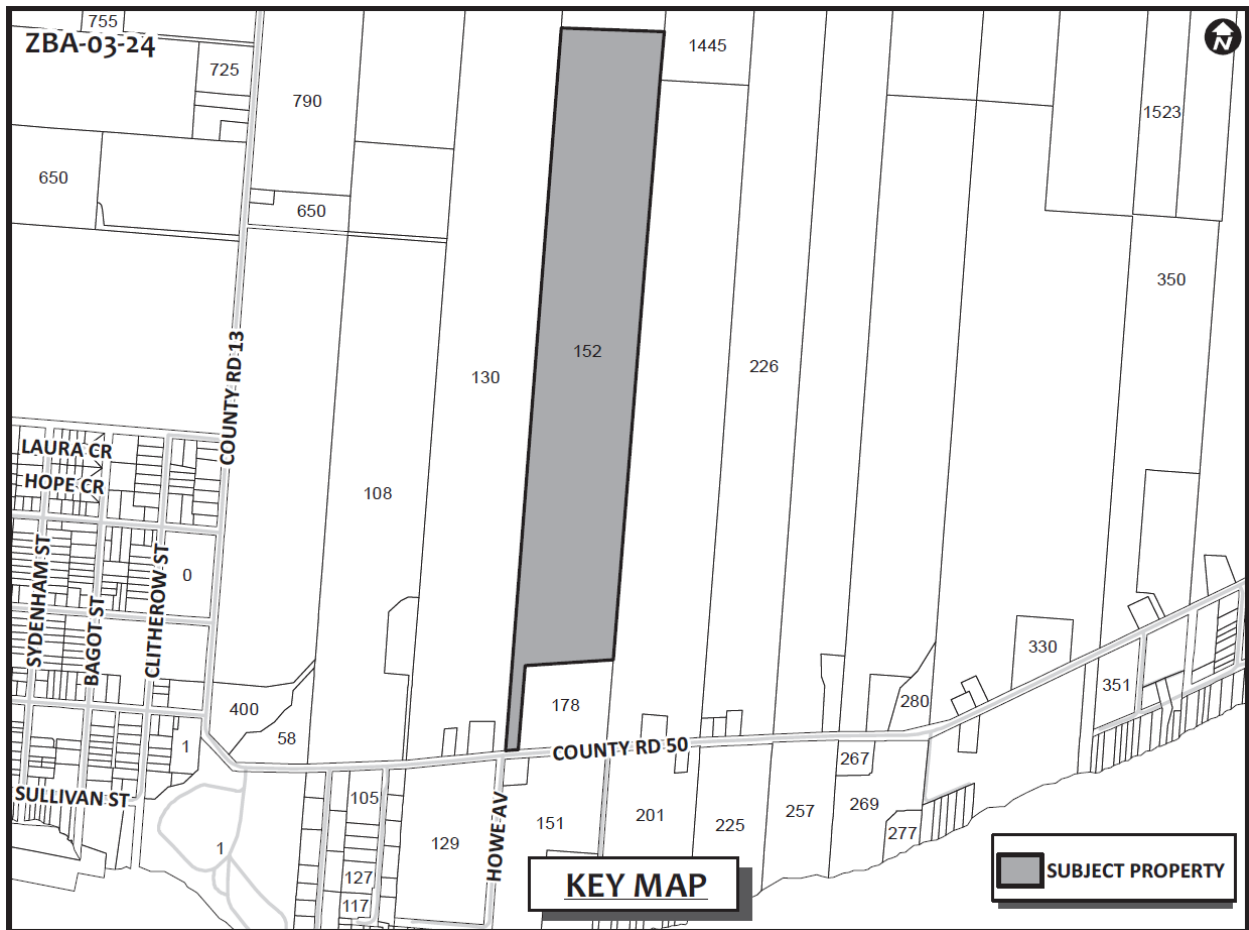 755
ZBA-03-24
N
725
1445
790
1523
650
650
350
152
226
130
COUNTY RD 13
LAURA CR
HOPE CR
108
0
SYDENHAM ST
BAGOT ST
CLITHEROW ST
330
351
400
178
280
58
1
COUNTY RD 50
267
SULLIVAN ST
105
269
257
201
151
225
HOWE AV
277
129
1
127
117
KEY MAP
SUBJECT PROPERTY